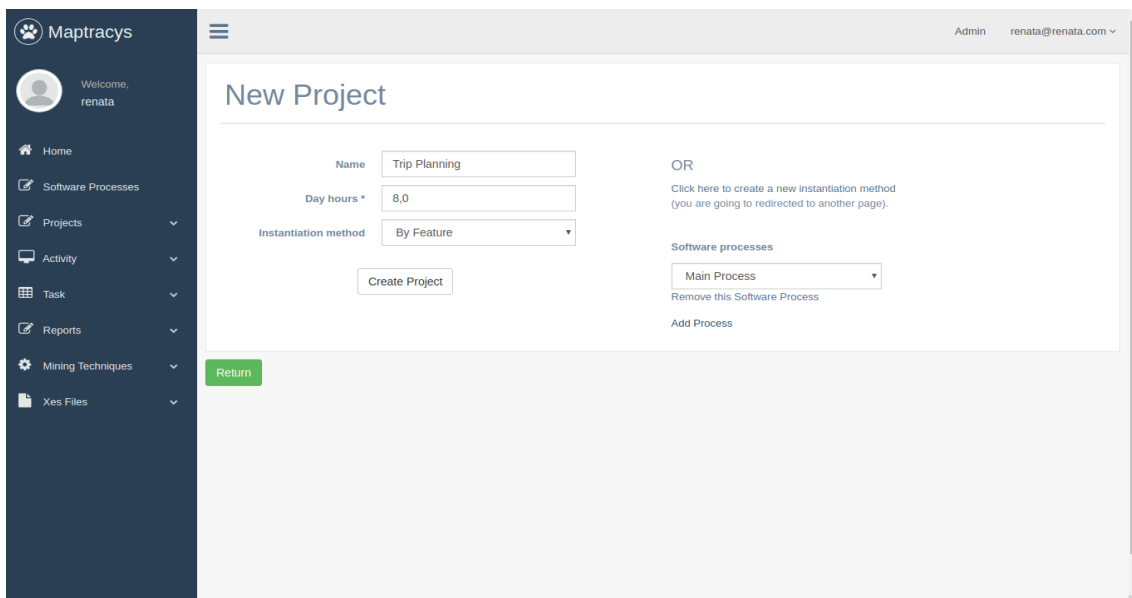 Maptracys
Welcome,
renata
Home
Software Processes
Projects
Activity
Task
Reports
Mining Techniques
Xes Files
Admin
renata@renata.com
New Project
Name
Trip Planning
Day hours *
8,0
Instantiation method
By Feature
Create Project
OR
Click here to create a new instantiation method
(you are going to redirected to another page).
Software processes
Main Process
Remove this Software Process
Add Process
Return